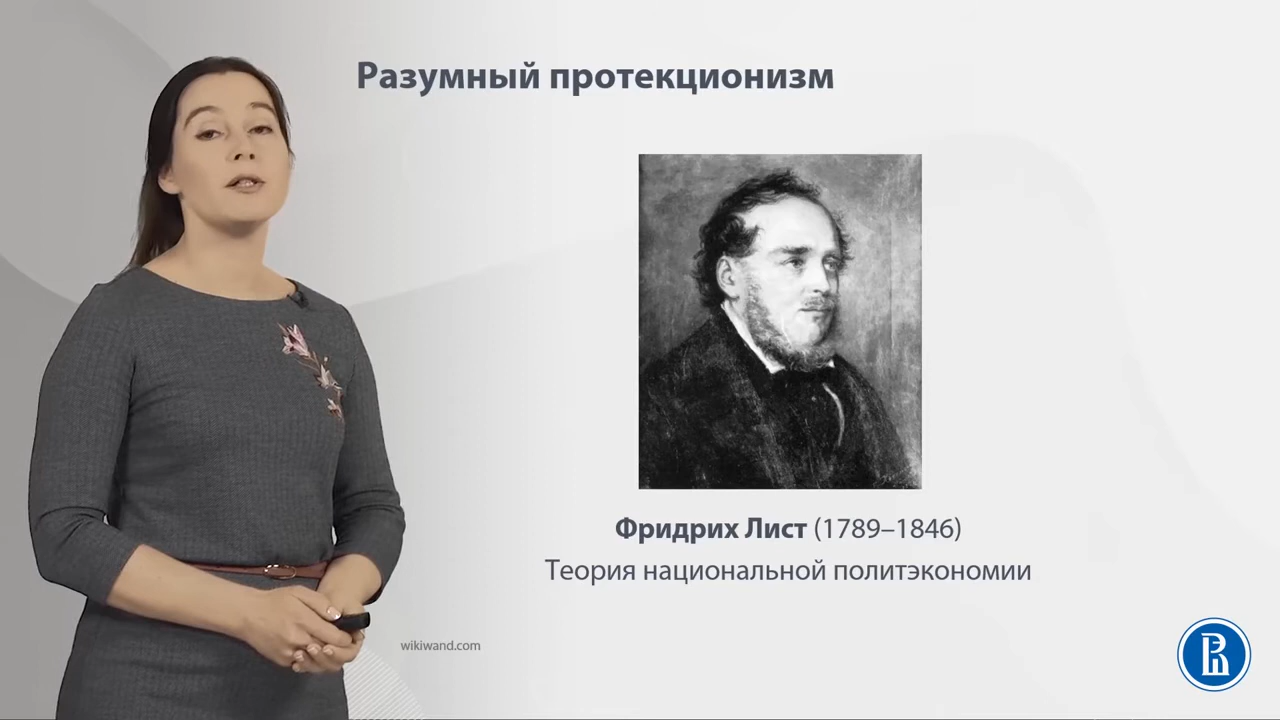 Разумный протекционизм
Фридрих Лист (1789–1846)
Теория национальной политэкономии
wikiwand.com